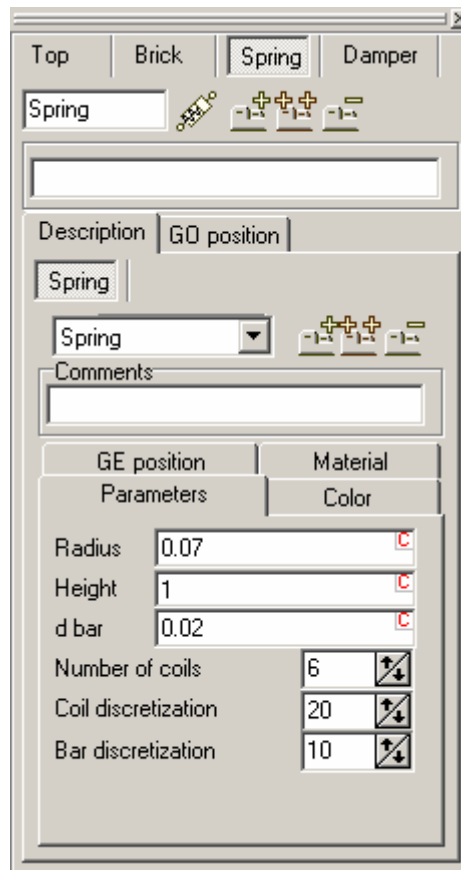 Top Brick Spring Damper
Spring
Description GO position
Spring
Spring
Comments
GE position Material
Parameters Color
Radius 0.07 C
Height 1 C
d bar 0.02 C
Number of coils 6
Coil discretization 20
Bar discretization 10